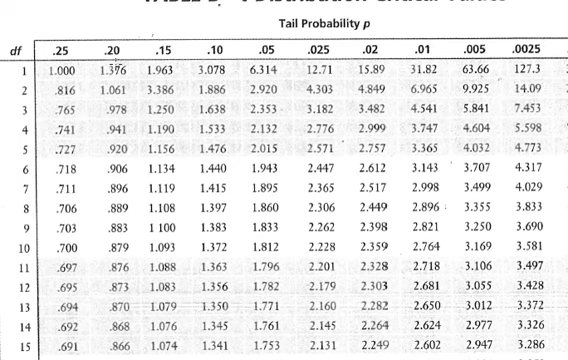 Tail Probability p
df .25 .20 .15 .10 .05 .025 .02 .01 .005 .0025
1 1.000 1.376 1.963 3.078 6.314 12.71 15.89 31.82 63.66 127.3
2 .816 1.061 3.386 1.886 2.920 4.303 4.849 6.965 9.925 14.09
3 .765 .978 1.250 1.638 2.353 3.182 3.482 4.541 5.841 7.453
4 .741 .941 1.190 1.533 2.132 2.776 2.999 3.747 4.604 5.598
5 .727 .920 1.156 1.476 2.015 2.571 2.757 3.365 4.032 4.773
6 .718 .906 1.134 1.440 1.943 2.447 2.612 3.143 3.707 4.317
7 .711 .896 1.119 1.415 1.895 2.365 2.517 2.998 3.499 4.029
8 .706 .889 1.108 1.397 1.860 2.306 2.449 2.896 3.355 3.833
9 .703 .883 1 100 1.383 1.833 2.262 2.398 2.821 3.250 3.690
10 .700 .879 1.093 1.372 1.812 2.228 2.359 2.764 3.169 3.581
11 .697 .876 1.088 1.363 1.796 2.201 2.328 2.718 3.106 3.497
12 .695 .873 1.083 1.356 1.782 2.179 2.303 2.681 3.055 3.428
13 .694 .870 1.079 1.350 1.771 2.160 2.282 2.650 3.012 3.372
14 .692 .868 1.076 1.345 1.761 2.145 2.264 2.624 2.977 3.326
15 .691 .866 1.074 1.341 1.753 2.131 2.249 2.602 2.947 3.286